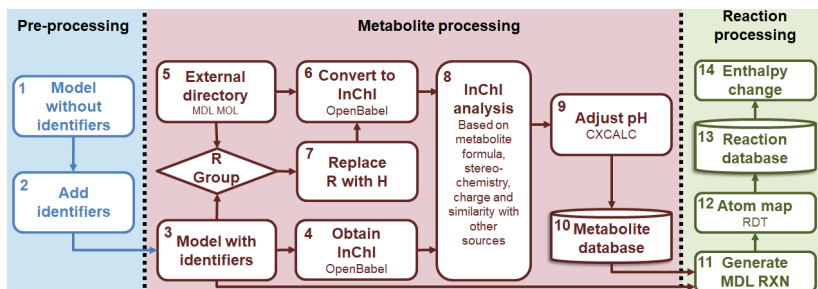 Pre-processing
Metabolite processing
Reaction
processing
1
Model
without
identifiers
2
Add
identifiers
3
Model with
identifiers
4
Obtain
InChI
OpenBabel
5
External
directory
MDL MOL
R
Group
6
Convert to
InChI
OpenBabel
7
Replace
R with H
8
InChI
analysis
Based on
metabolite
formula,
stereo-
chemistry,
charge and
similarity with
other
sources
9
Adjust pH
CXCALC
10
Metabolite
database
11
Generate
MDL RXN
12
Atom map
RDT
13
Reaction
database
14
Enthalpy
change